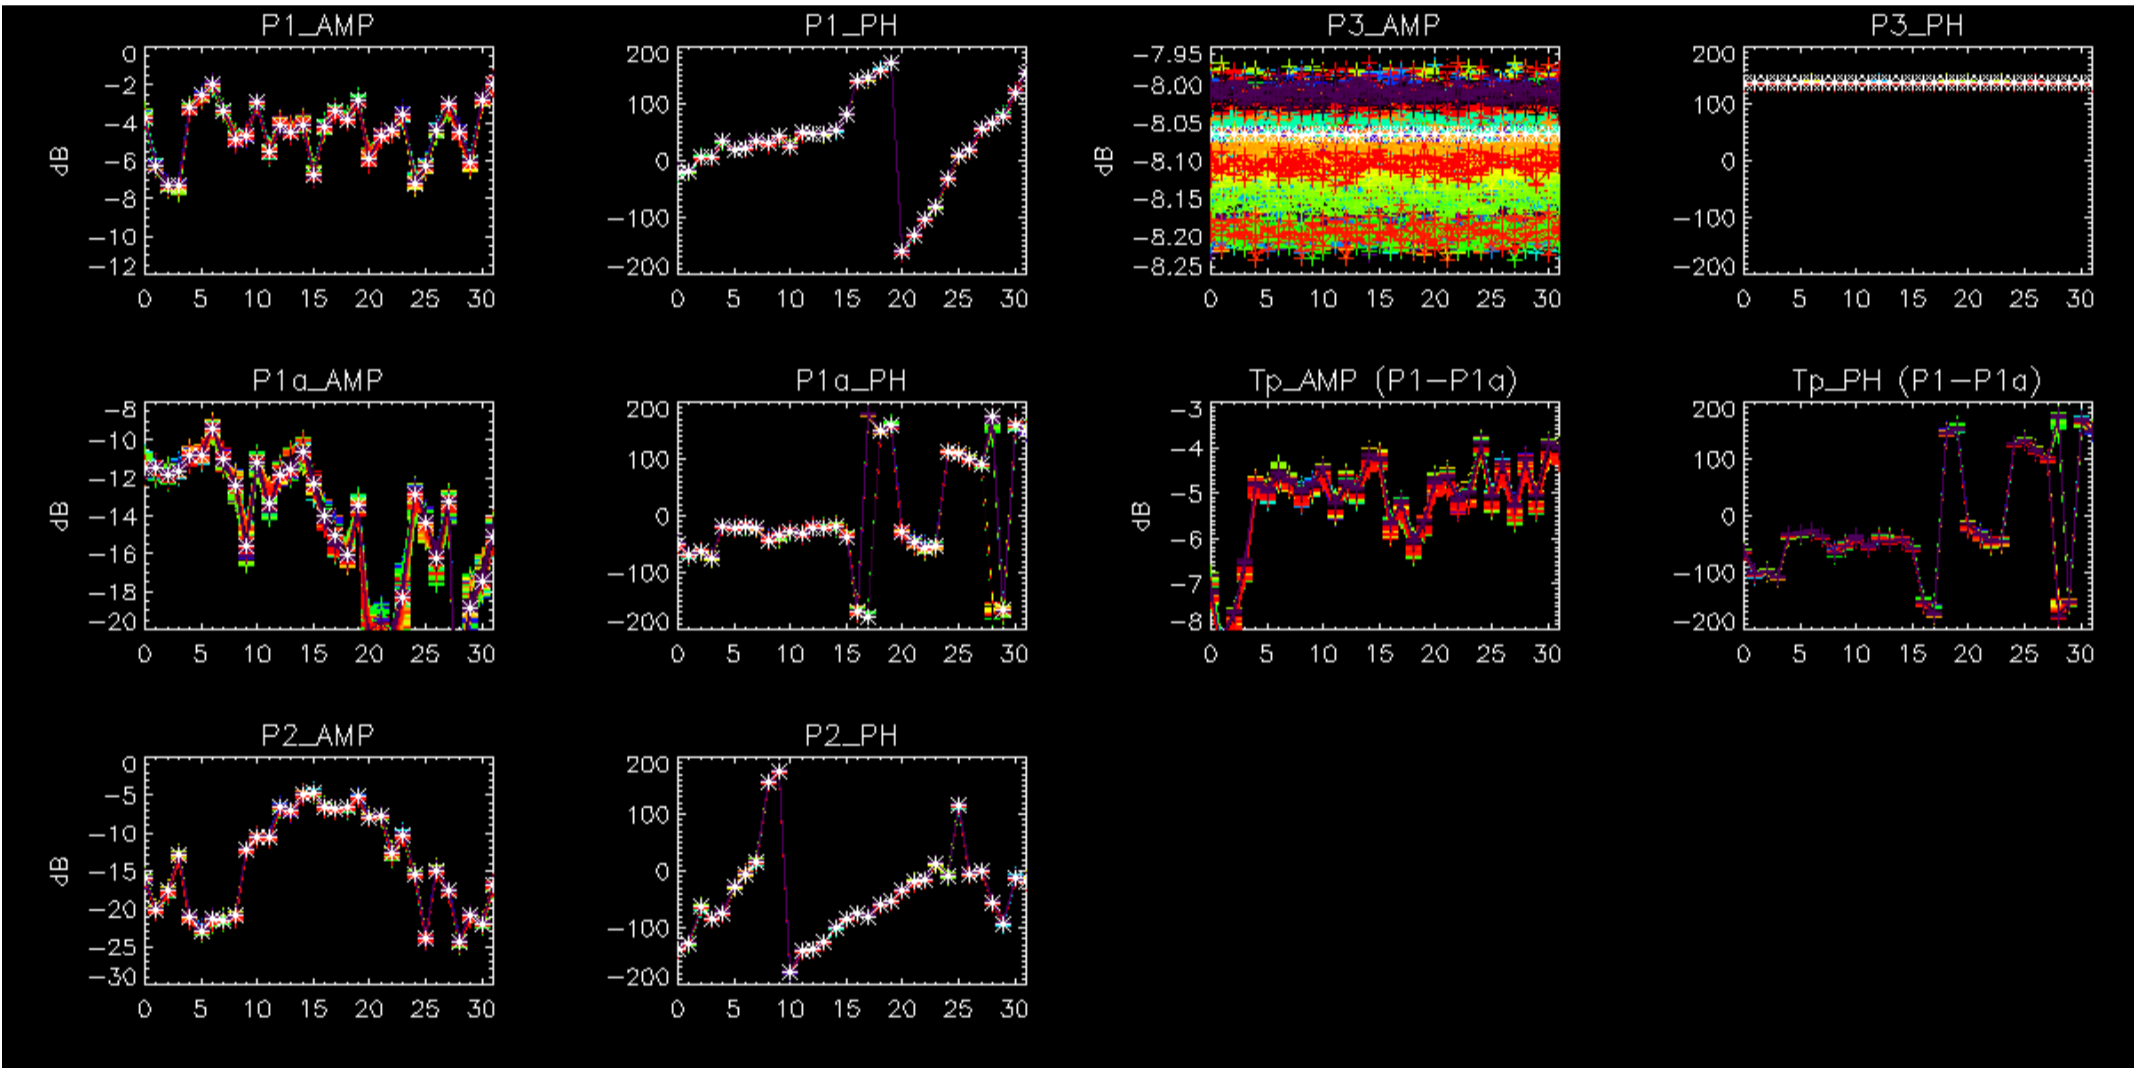 P1_AMP P1_PH P3_AMP P3_PH
0 200 -7.95 200
-2 -8.00
-4 100 -8.05 100
dB -6 0 dB -8.10 0
-8 -8.15
-10 -100 -8.20 -100
-12 -200 -8.25 -200
0 5 10 15 20 25 30 0 5 10 15 20 25 30 0 5 10 15 20 25 30 0 5 10 15 20 25 30
P1a_AMP P1a_PH Tp_AMP (P1-P1a) Tp_PH (P1-P1a)
-8 200 -3 200
-10 100 -4 100
-12
dB -14 0 dB -5 0
-16 -6
-18 -100 -7 -100
-20 -200 -8 -200
0 5 10 15 20 25 30 0 5 10 15 20 25 30 0 5 10 15 20 25 30 0 5 10 15 20 25 30
P2_AMP P2_PH
0 200
-5 100
-10
dB -15 0
-20 -100
-25
-30 -200
0 5 10 15 20 25 30 0 5 10 15 20 25 30